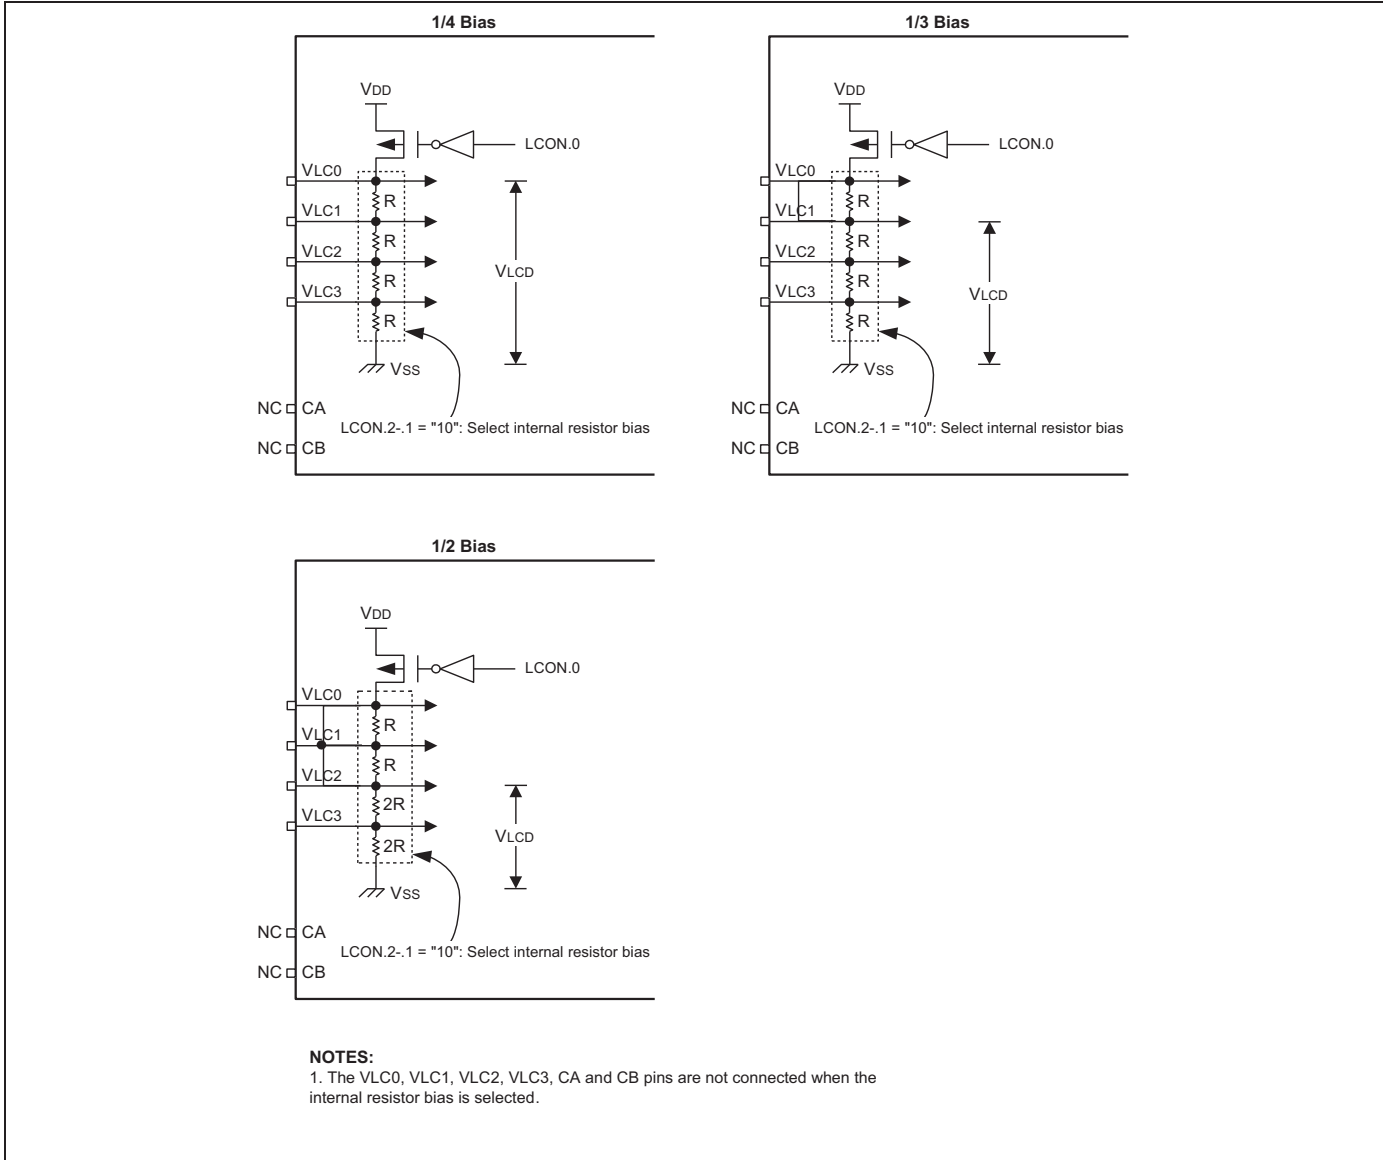 1/4 Bias
VDD
LCON.0
VLC0
R
VLC1
R
VLC2
R
VLCD
VLC3
R
VSS
NC CA
LCON.2-.1 = "10": Select internal resistor bias
NC CB
1/3 Bias
VDD
LCON.0
VLC0
R
VLC1
R
VLC2
R
VLCD
VLC3
R
VSS
NC CA
LCON.2-.1 = "10": Select internal resistor bias
NC CB
1/2 Bias
VDD
LCON.0
VLC0
R
VLC1
R
VLC2
2R
VLC3
VLCD
2R
VSS
NC CA
LCON.2-.1 = "10": Select internal resistor bias
NC CB
NOTES:
1. The VLC0, VLC1, VLC2, VLC3, CA and CB pins are not connected when the
internal resistor bias is selected.